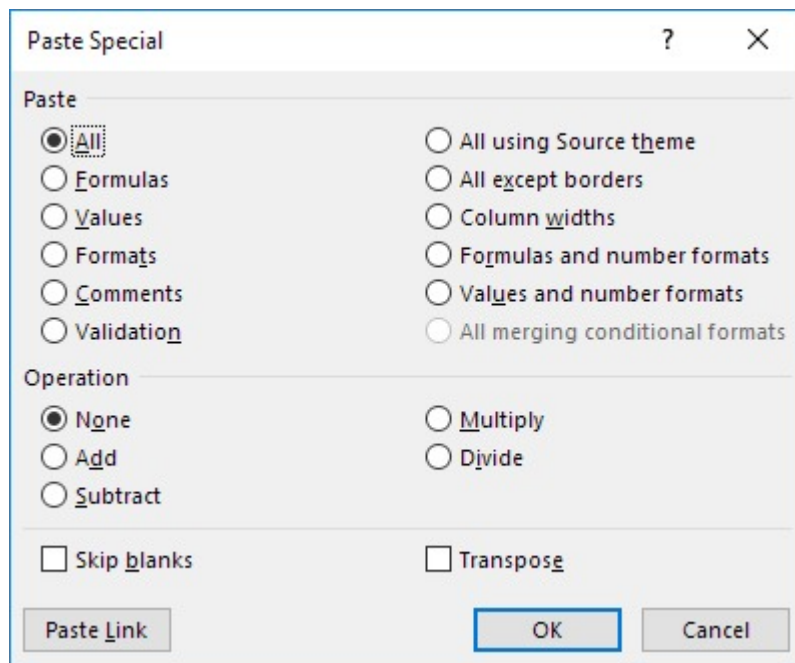 Paste Special
?
Paste
All
All using Source theme
Formulas
All except borders
Values
Column widths
Formats
Formulas and number formats
Comments
Values and number formats
Validation
All merging conditional formats
Operation
None
Multiply
Add
Divide
Subtract
Skip blanks
Transpose
Paste Link
OK
Cancel